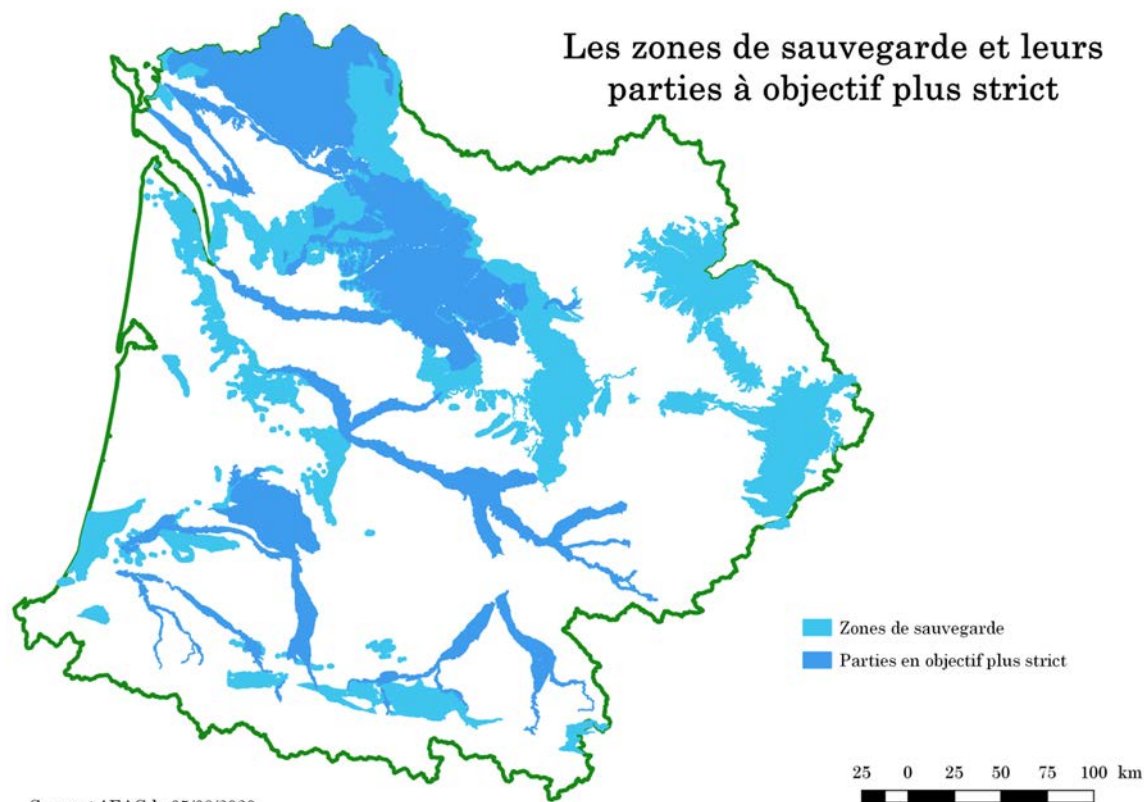 Les zones de sauvegarde et leurs
parties à objectif plus strict
Zones de sauvegarde
Parties en objectif plus strict
25 0 25 50 75 100 km